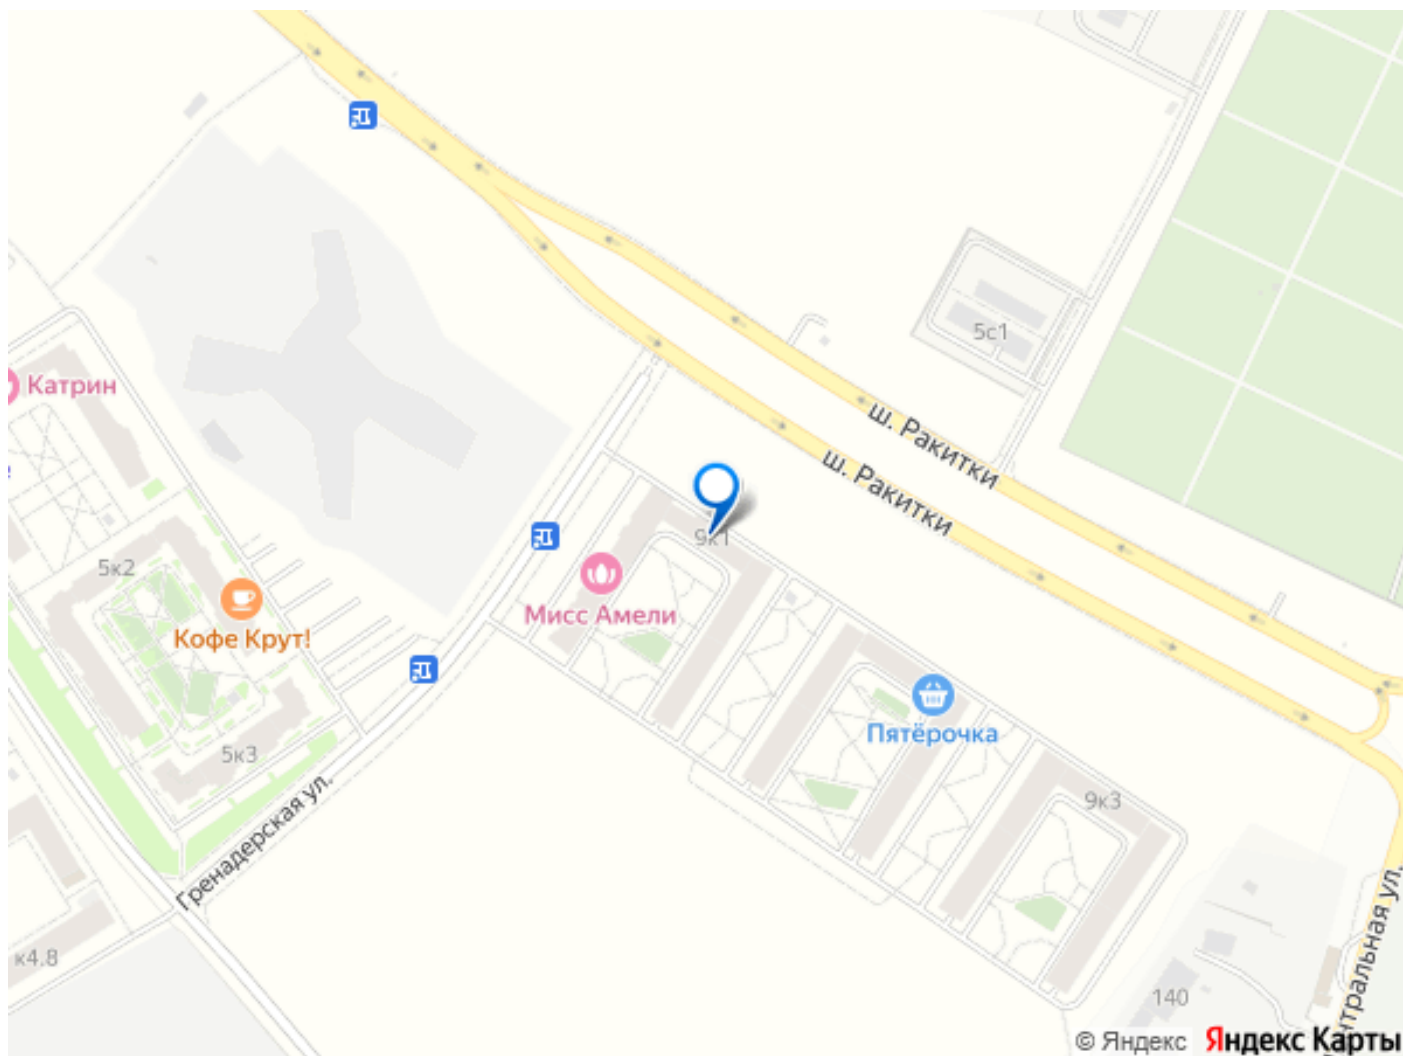 5с1
Катрин
ш. Ракитки
ш. Ракитки
9к1
5к2
Мисс Амели
Кофе Крут!
Пятёрочка
5к3
9к3
Гренадерская ул.
к4.8
140
нтральная ул.
© Яндекс Яндекс Карты